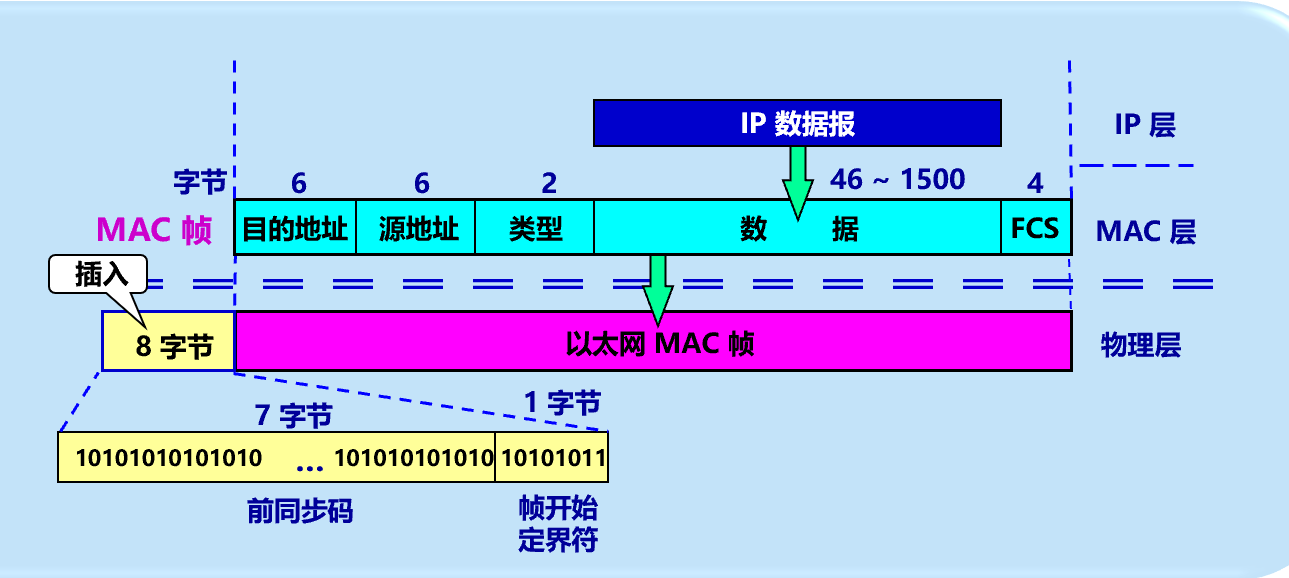 IP 数据报
IP 层
字节 6 6 2 46 ~ 1500 4
MAC 帧 目的地址 源地址 类型 数 据 FCS MAC 层
插入
8 字节 以太网 MAC 帧 物理层
7 字节 1 字节
10101010101010 ... 101010101010 10101011
前同步码 帧开始
定界符